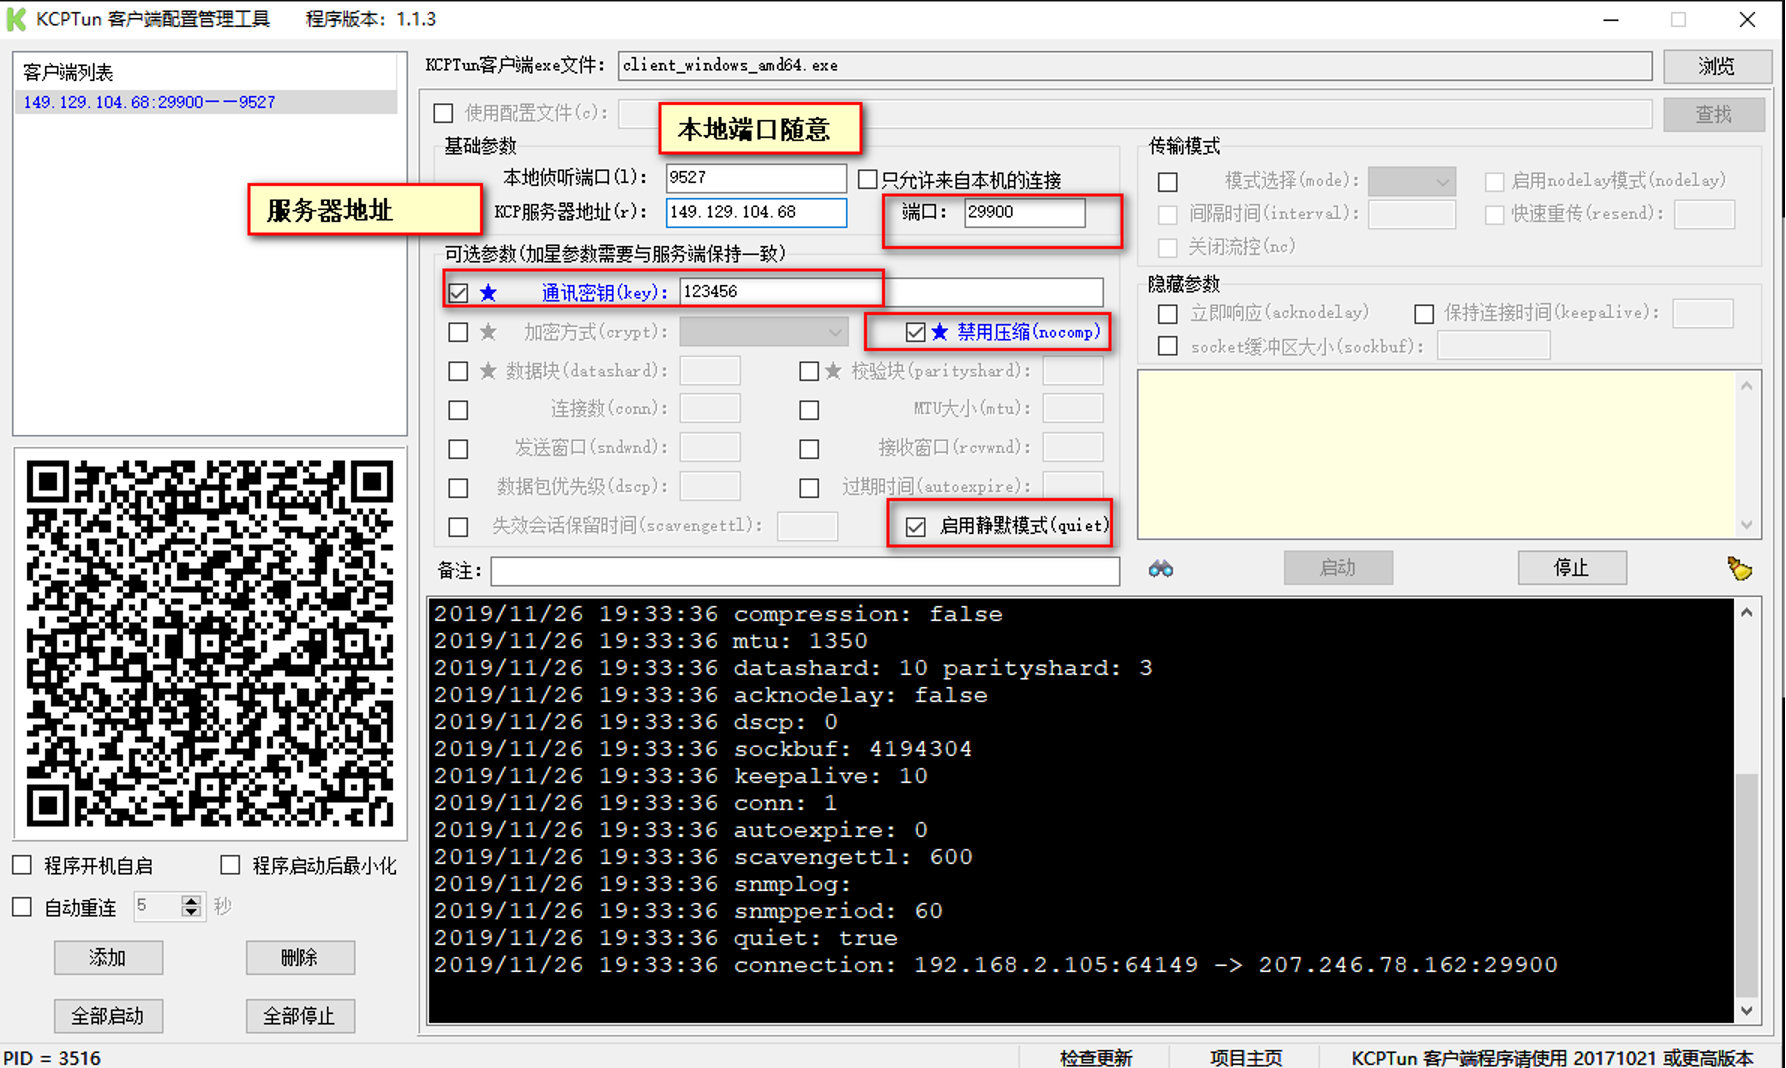 KCPTun 客户端配置管理工具 程序版本：1.1.3
客户端列表
149.129.104.68:29900——9527
KCPTun客户端exe文件： client_windows_amd64.exe 浏览
使用配置文件(c)： 查找
本地端口随意
基础参数
本地侦听端口(l)： 9527 只允许来自本机的连接
服务器地址
KCP服务器地址(r)： 149.129.104.68 端口： 29900
可选参数(加星参数需要与服务端保持一致)
★ 通讯密钥(key)： 123456
★ 加密方式(crypt)： ★ 禁用压缩(nocomp)
★ 数据块(datashard)： ★ 校验块(parityshard)：
连接数(conn)： MTU大小(mtu)：
发送窗口(sndwnd)： 接收窗口(rcvwnd)：
数据包优先级(dscp)： 过期时间(autoexpire)：
失效会话保留时间(scavengettl)： 启用静默模式(quiet)
备注：
传输模式
模式选择(mode)： 启用nodelay模式(nodelay)
间隔时间(interval)： 快速重传(resend)：
关闭流控(nc)
隐藏参数
立即响应(acknodelay) 保持连接时间(keepalive)：
socket缓冲区大小(sockbuf)：
启动 停止
2019/11/26 19:33:36 compression: false
2019/11/26 19:33:36 mtu: 1350
2019/11/26 19:33:36 datashard: 10 parityshard: 3
2019/11/26 19:33:36 acknodelay: false
2019/11/26 19:33:36 dscp: 0
2019/11/26 19:33:36 sockbuf: 4194304
2019/11/26 19:33:36 keepalive: 10
2019/11/26 19:33:36 conn: 1
2019/11/26 19:33:36 autoexpire: 0
2019/11/26 19:33:36 scavengettl: 600
2019/11/26 19:33:36 snmplog:
2019/11/26 19:33:36 snmpperiod: 60
2019/11/26 19:33:36 quiet: true
2019/11/26 19:33:36 connection: 192.168.2.105:64149 -> 207.246.78.162:29900
程序开机自启 程序启动后最小化
自动重连 5 秒
添加 删除
全部启动 全部停止
PID = 3516 检查更新 项目主页 KCPTun 客户端程序请使用 20171021 或更高版本